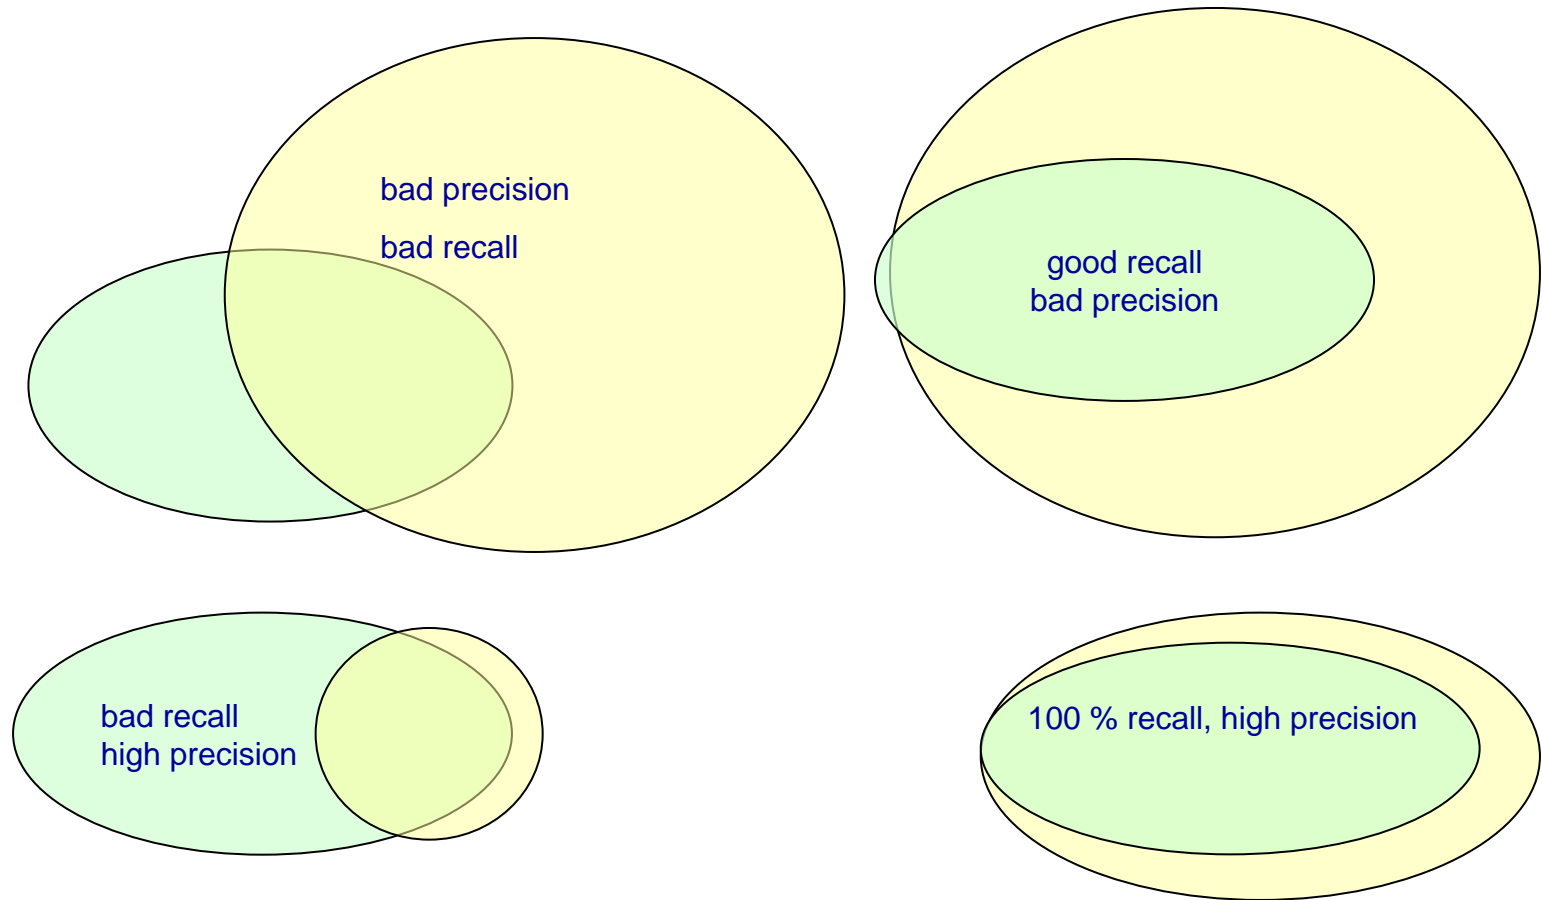 bad precision
bad recall
good recall
bad precision
bad recall
high precision
100 % recall, high precision